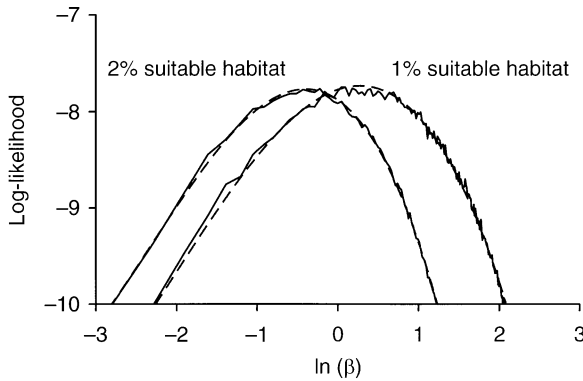 −7
2% suitable habitat
1% suitable habitat
−8
Log-likelihood
−9
−10
−3 −2 −1 0 1 2 3
ln (β)